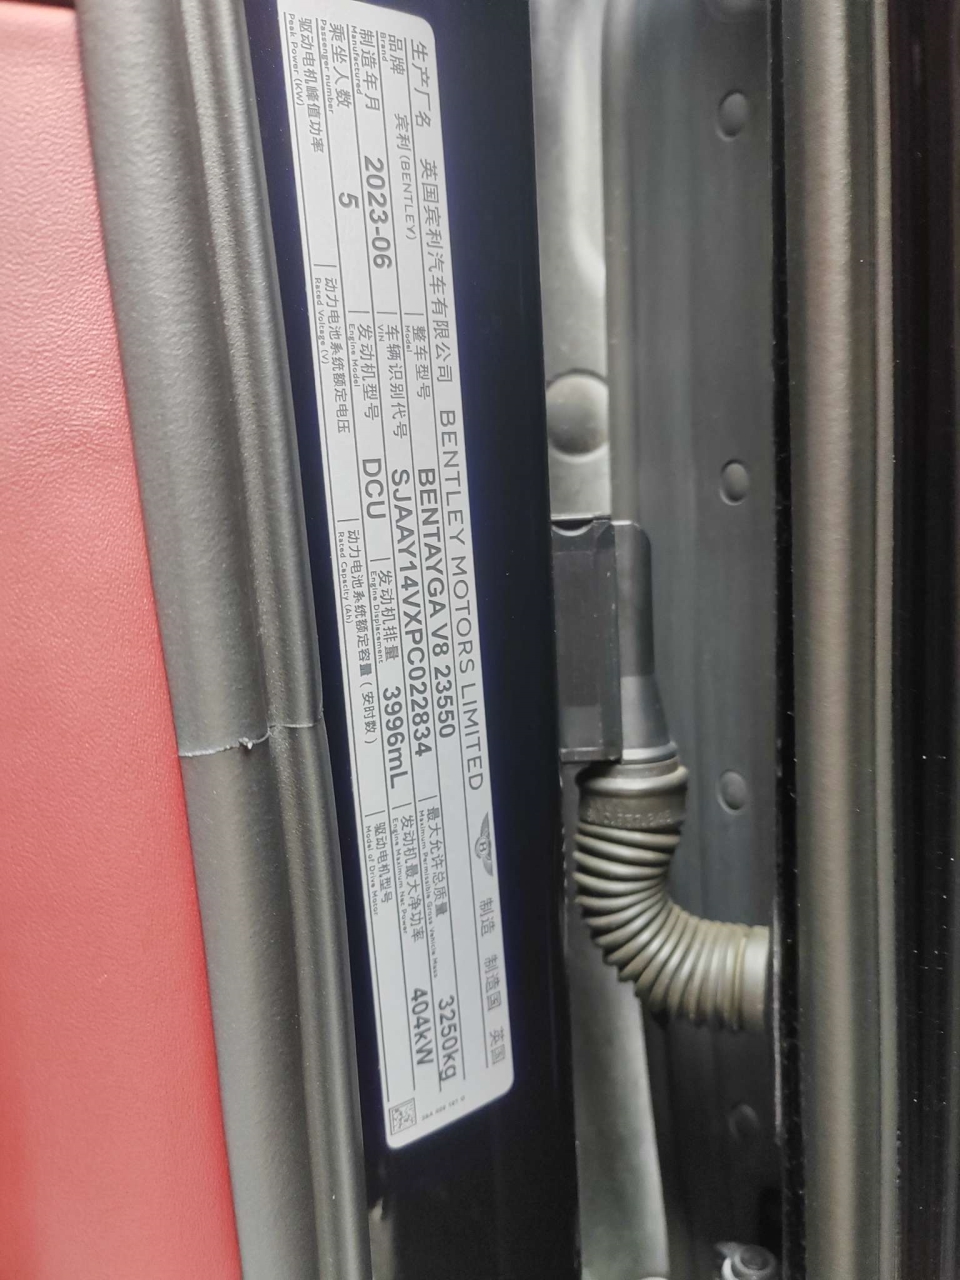 英国宾利汽车有限公司 BENTLEY MOTORS LIMITED 制造 制造国 英国
生产厂名
品牌 宾利(BENTLEY) 整车型号 BENTAYGA V8 23550 最大允许总质量 3250kg
Brand Model Maximum Permissible Gross Vehicle Mass
制造年月 2023-06 车辆识别代号 SJAAY14VXPC022834 发动机最大净功率 404kW
Manufactured VIN Engine Maximum Net Power
乘坐人数 5 发动机型号 DCU 发动机排量 3996mL 驱动电机型号
Passenger number Engine Model Engine Displacement Model of Drive Motor
驱动电机峰值功率 动力电池系统额定电压 动力电池系统额定容量(安时数)
Peak Power (KW) Rated Voltage (V) Rated Capacity (Ah)